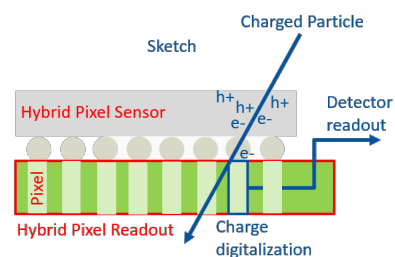 Charged Particle
Sketch
h+
h+
h+
e-
e-
Hybrid Pixel Sensor
Detector
readout
e-
Pixel
Hybrid Pixel Readout
Charge
digitalization